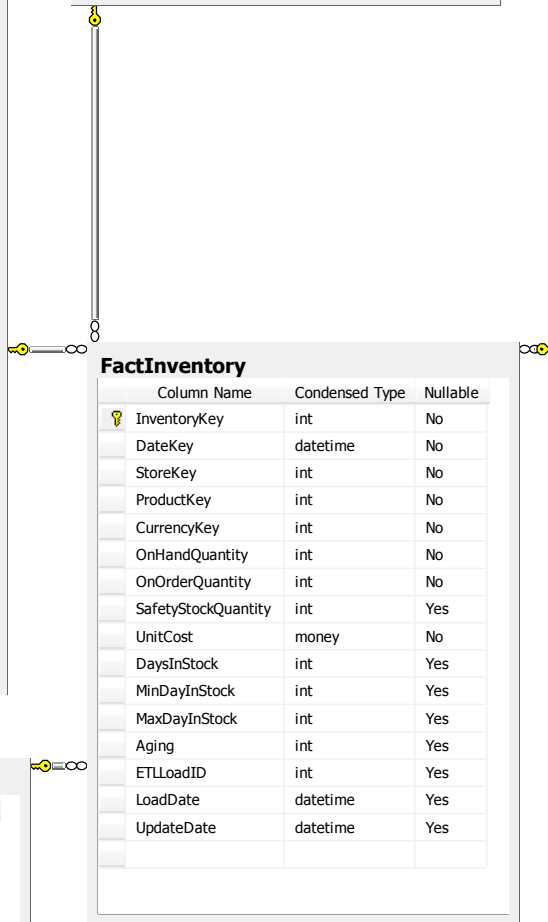 FactInventory
Column Name Condensed Type Nullable
InventoryKey int No
DateKey datetime No
StoreKey int No
ProductKey int No
CurrencyKey int No
OnHandQuantity int No
OnOrderQuantity int No
SafetyStockQuantity int Yes
UnitCost money No
DaysInStock int Yes
MinDayInStock int Yes
MaxDayInStock int Yes
Aging int Yes
ETLLoadID int Yes
LoadDate datetime Yes
UpdateDate datetime Yes